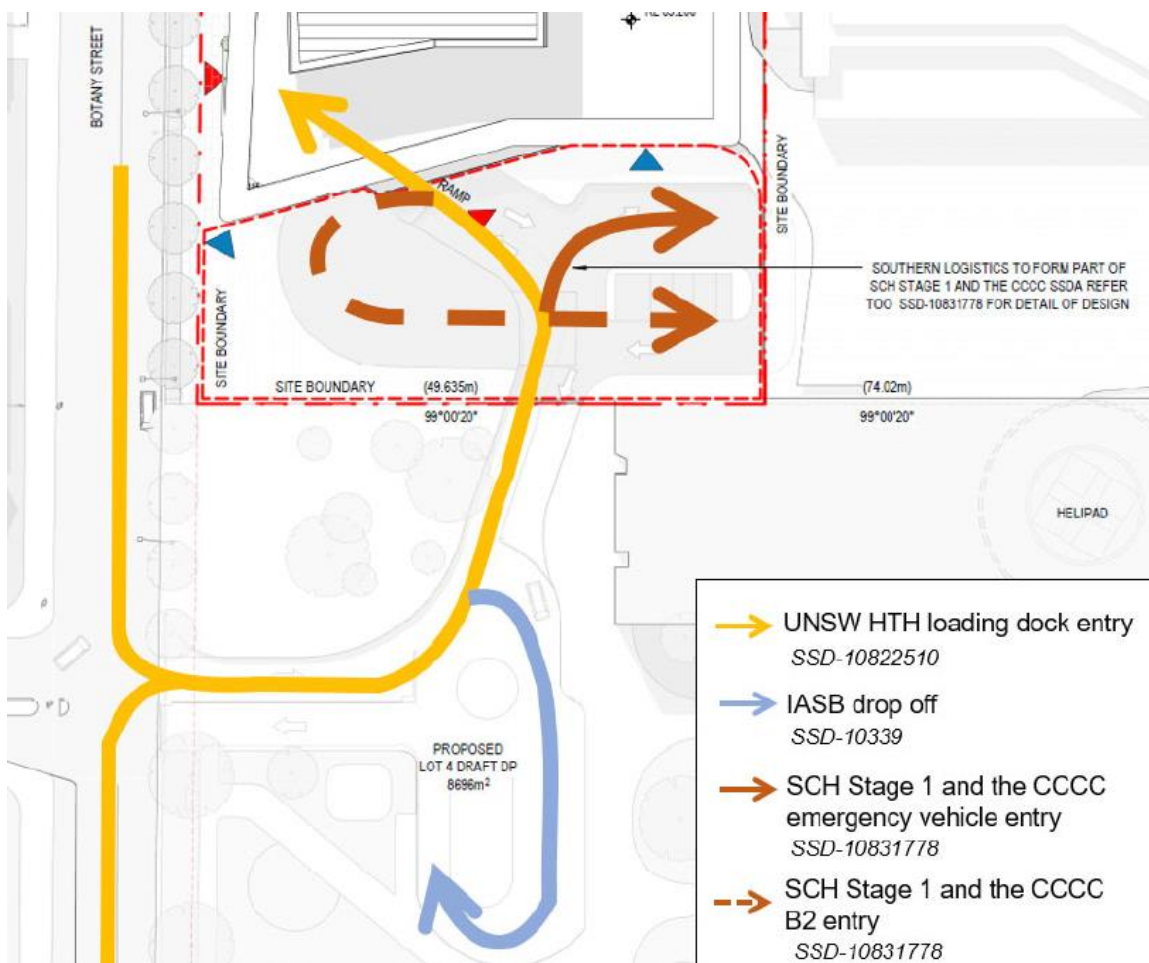 BOTANY STREET
RAMP
SITE BOUNDARY
SITE BOUNDARY
SOUTHERN LOGISTICS TO FORM PART OF
SCH STAGE 1 AND THE CCCC SSDA REFER
TOO SSD-10831778 FOR DETAIL OF DESIGN
SITE BOUNDARY (49.635m) (74.02m)
99°00'20" 99°00'20"
HELIPAD
PROPOSED
LOT 4 DRAFT DP
8696m²
UNSW HTH loading dock entry
SSD-10822510
IASB drop off
SSD-10339
SCH Stage 1 and the CCCC
emergency vehicle entry
SSD-10831778
SCH Stage 1 and the CCCC
B2 entry
SSD-10831778